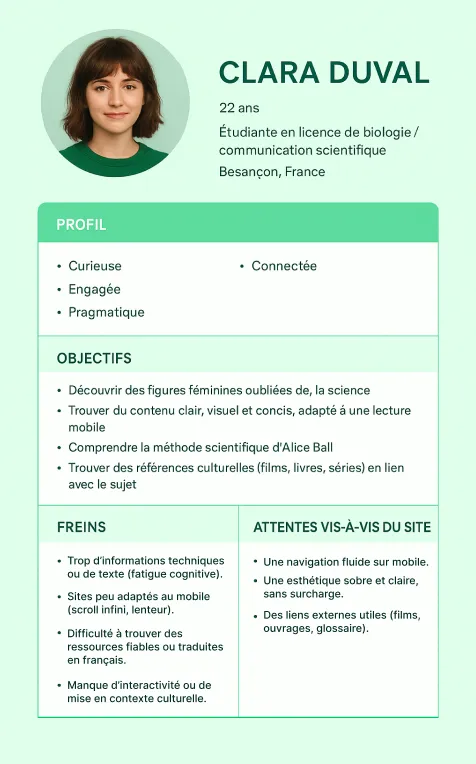 CLARA DUVAL
22 ans
Étudiante en licence de biologie /
communication scientifique
Besançon, France
PROFIL
• Curieuse
• Engagée
• Pragmatique
• Connectée
OBJECTIFS
• Découvrir des figures féminines oubliées de, la science
• Trouver du contenu clair, visuel et concis, adapté á une lecture
mobile
• Comprendre la méthode scientifique d'Alice Ball
• Trouver des références culturelles (films, livres, séries) en lien
avec le sujet
FREINS
• Trop d'informations techniques
ou de texte (fatigue cognitive).
• Sites peu adaptés au mobile
(scroll infini, lenteur).
• Difficulté à trouver des
ressources fiables ou traduites
en français.
• Manque d'interactivité ou de
mise en contexte culturelle.
ATTENTES VIS-À-VIS DU SITE
• Une navigation fluide sur mobile.
• Une esthétique sobre et claire,
sans surcharge.
• Des liens externes utiles (films,
ouvrages, glossaire).